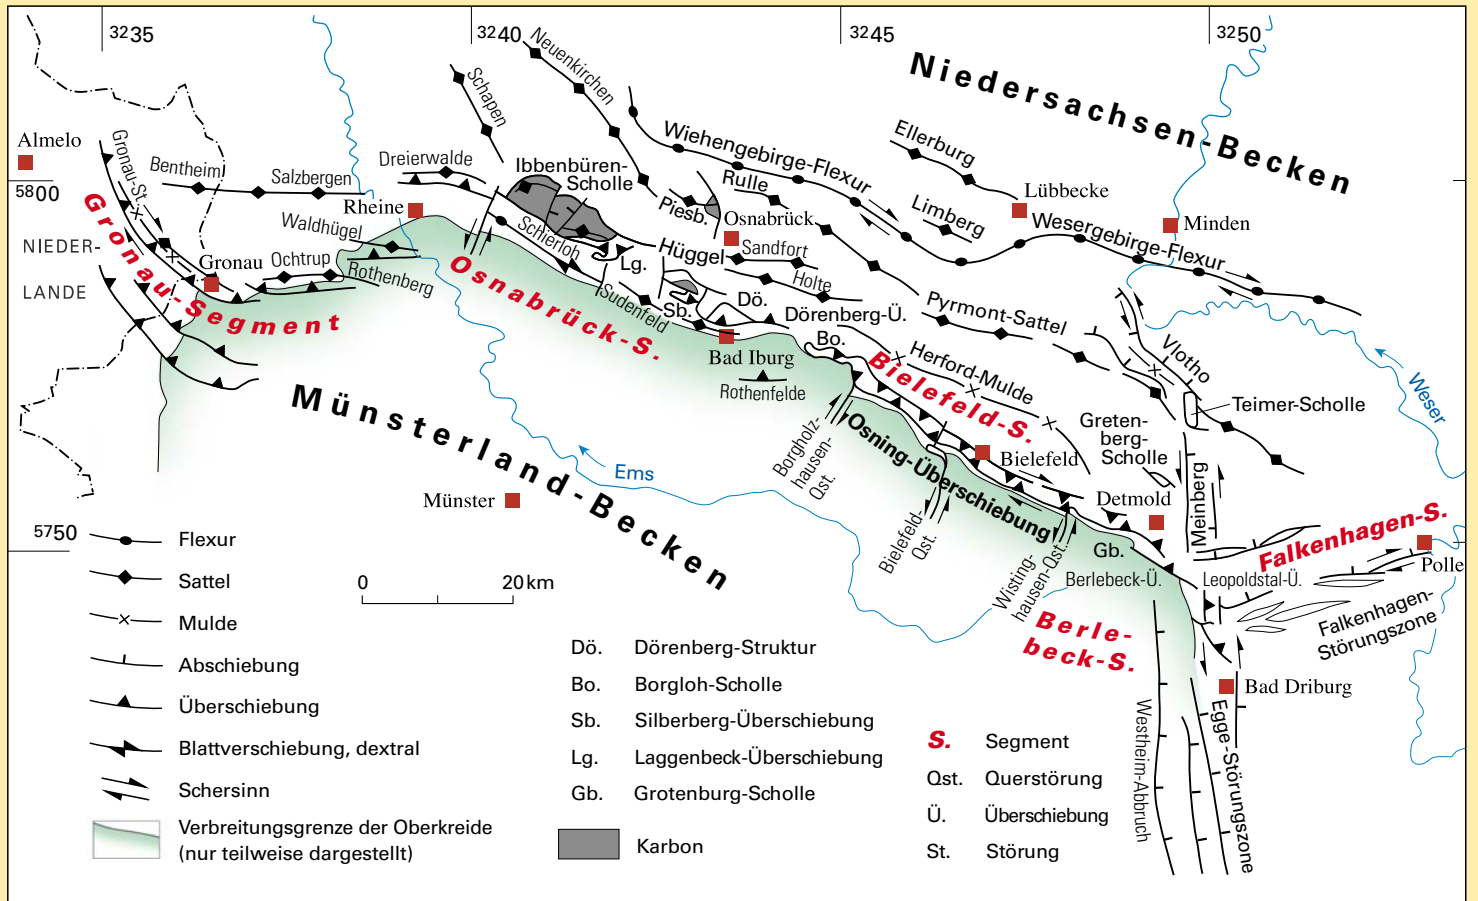 3235
3240
3245
3250
Niedersachsen-Becken
Neuenkirchen
Schapen
Almelo
5800
Gronau-St.
Bentheim
Salzbergen
Dreierwalde
Ibbenbüren-
Scholle
Wiehengebirge-Flexur
Ellerburg
Lübbecke
Rulle
Piesb.
Limberg
Wesergebirge-Flexur
Minden
Rheine
Osnabrück
Waldhügel
Schierloh
Hüggel
Sandfort
NIEDER-
LANDE
Gronau
Ochtrup
Rothenberg
Lg.
Holte
Gronau-Segment
Osnabrück-S.
Sudenfeld
Sb.
Dö.
Dörenberg-Ü.
Pyrmont-Sattel
Bo.
Bad Iburg
Herford-Mulde
Vlotho
Weser
Rothenfelde
Bielefeld-S.
Teimer-Scholle
Münsterland-Becken
Greten-
berg-
Scholle
Borgholz-
hausen-
Qst.
Osning-Überschiebung
Bielefeld
Ems
Münster
Detmold
Meinberg
Bielefeld-
Qst.
Falkenhagen-S.
5750
Gb.
Wisting-
hausen-Qst.
Berlebeck-Ü.
Leopoldstal-Ü.
Polle
Falkenhagen-
Störungszone
Berle-
beck-S.
Bad Driburg
Westheim-Abbruch
Egge-Störungszone
Flexur
Sattel
Mulde
Abschiebung
Überschiebung
Blattverschiebung, dextral
Schersinn
Verbreitungsgrenze der Oberkreide
(nur teilweise dargestellt)
0 20 km
Dö. Dörenberg-Struktur
Bo. Borgloh-Scholle
Sb. Silberberg-Überschiebung
Lg. Laggenbeck-Überschiebung
Gb. Grotenburg-Scholle
Karbon
S. Segment
Qst. Querstörung
Ü. Überschiebung
St. Störung